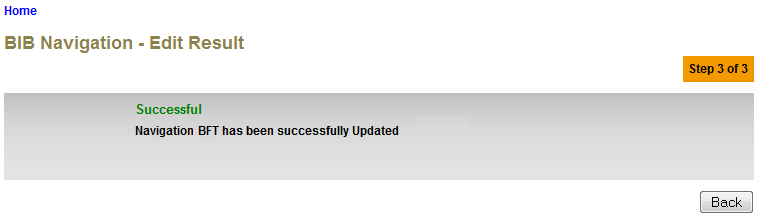 Home
BIB Navigation - Edit Result
Step 3 of 3
Successful
Navigation BFT has been successfully Updated
Back